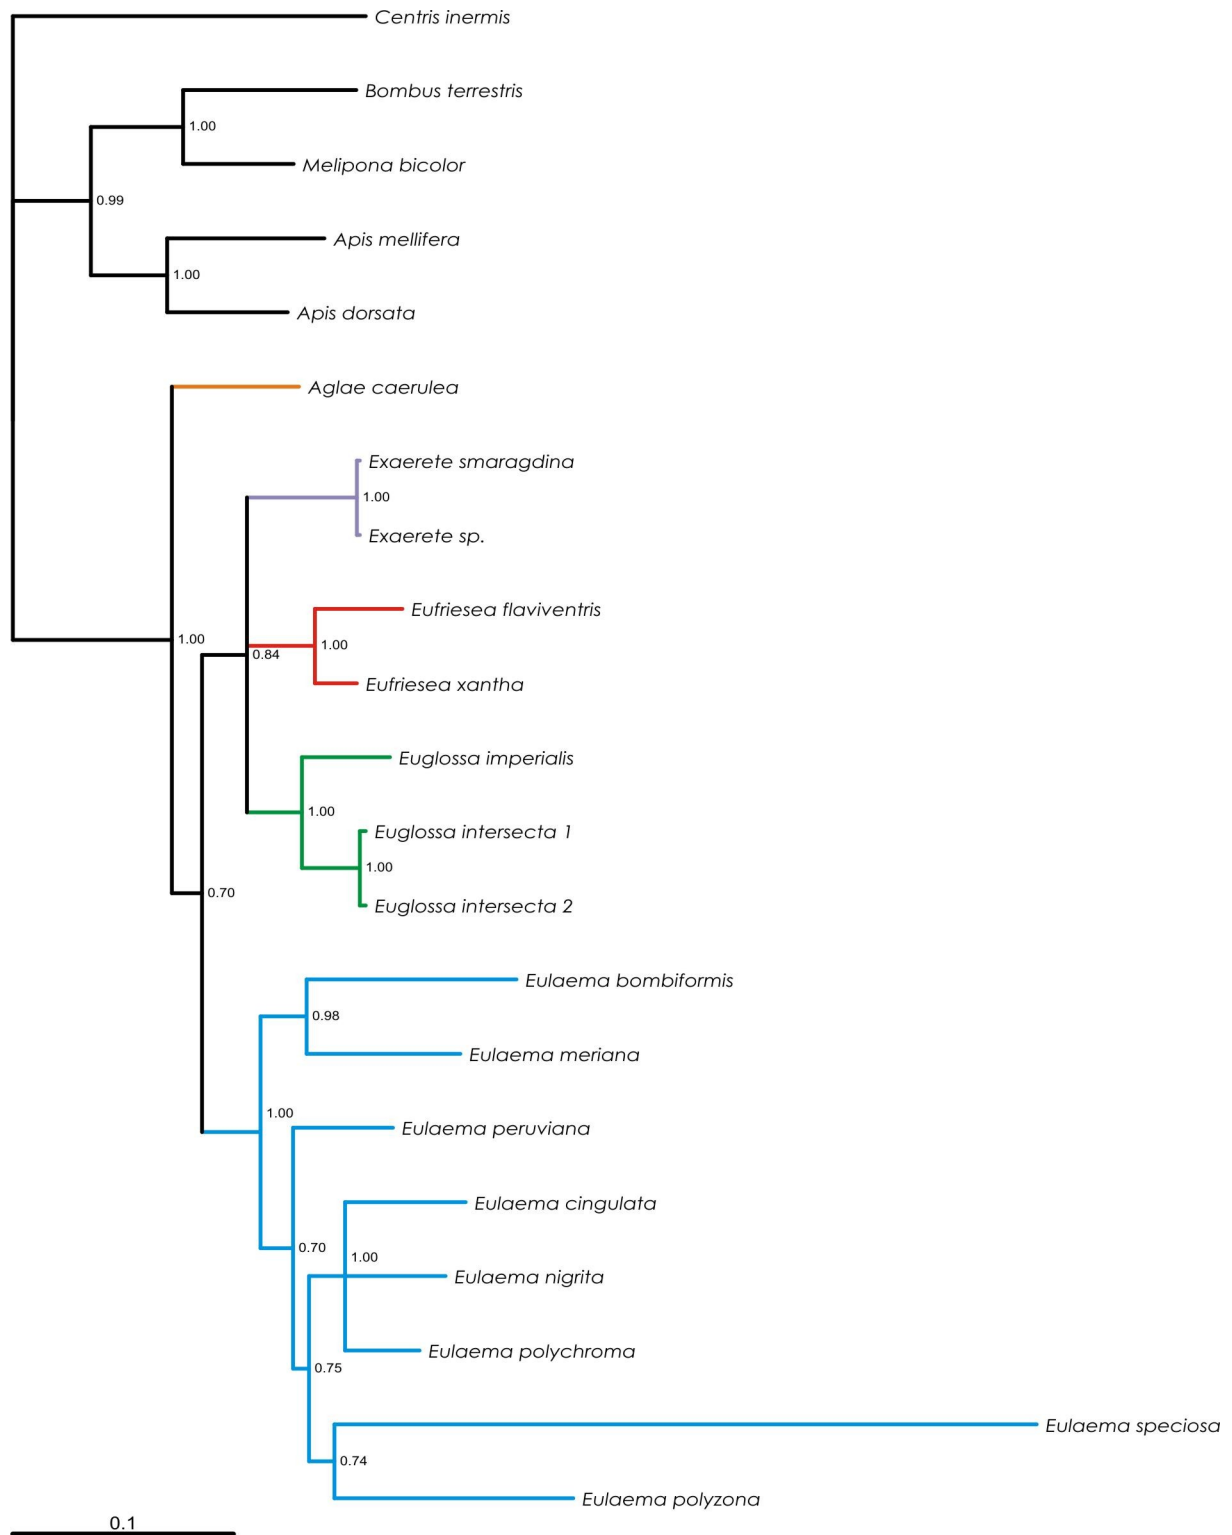 Centris inermis
Bombus terrestris
1.00
Melipona bicolor
0.99
Apis mellifera
1.00
Apis dorsata
Aglae caerulea
Exaerete smaragdina
1.00
Exaerete sp.
Eufriesea flaviventris
1.00
1.00
0.84
Eufriesea xantha
Euglossa imperialis
1.00
Euglossa intersecta 1
1.00
0.70
Euglossa intersecta 2
Eulaema bombiformis
0.98
Eulaema meriana
1.00
Eulaema peruviana
Eulaema cingulata
0.70
1.00
Eulaema nigrita
Eulaema polychroma
0.75
Eulaema speciosa
0.74
Eulaema polyzona
0.1